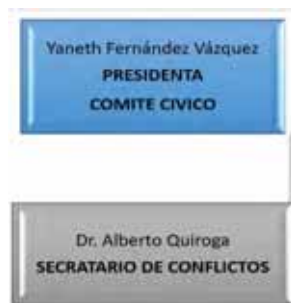 Yaneth Fernández Vázquez
PRESIDENTA
COMITE CIVICO
Dr. Alberto Quiroga
SECRATARIO DE CONFLICTOS